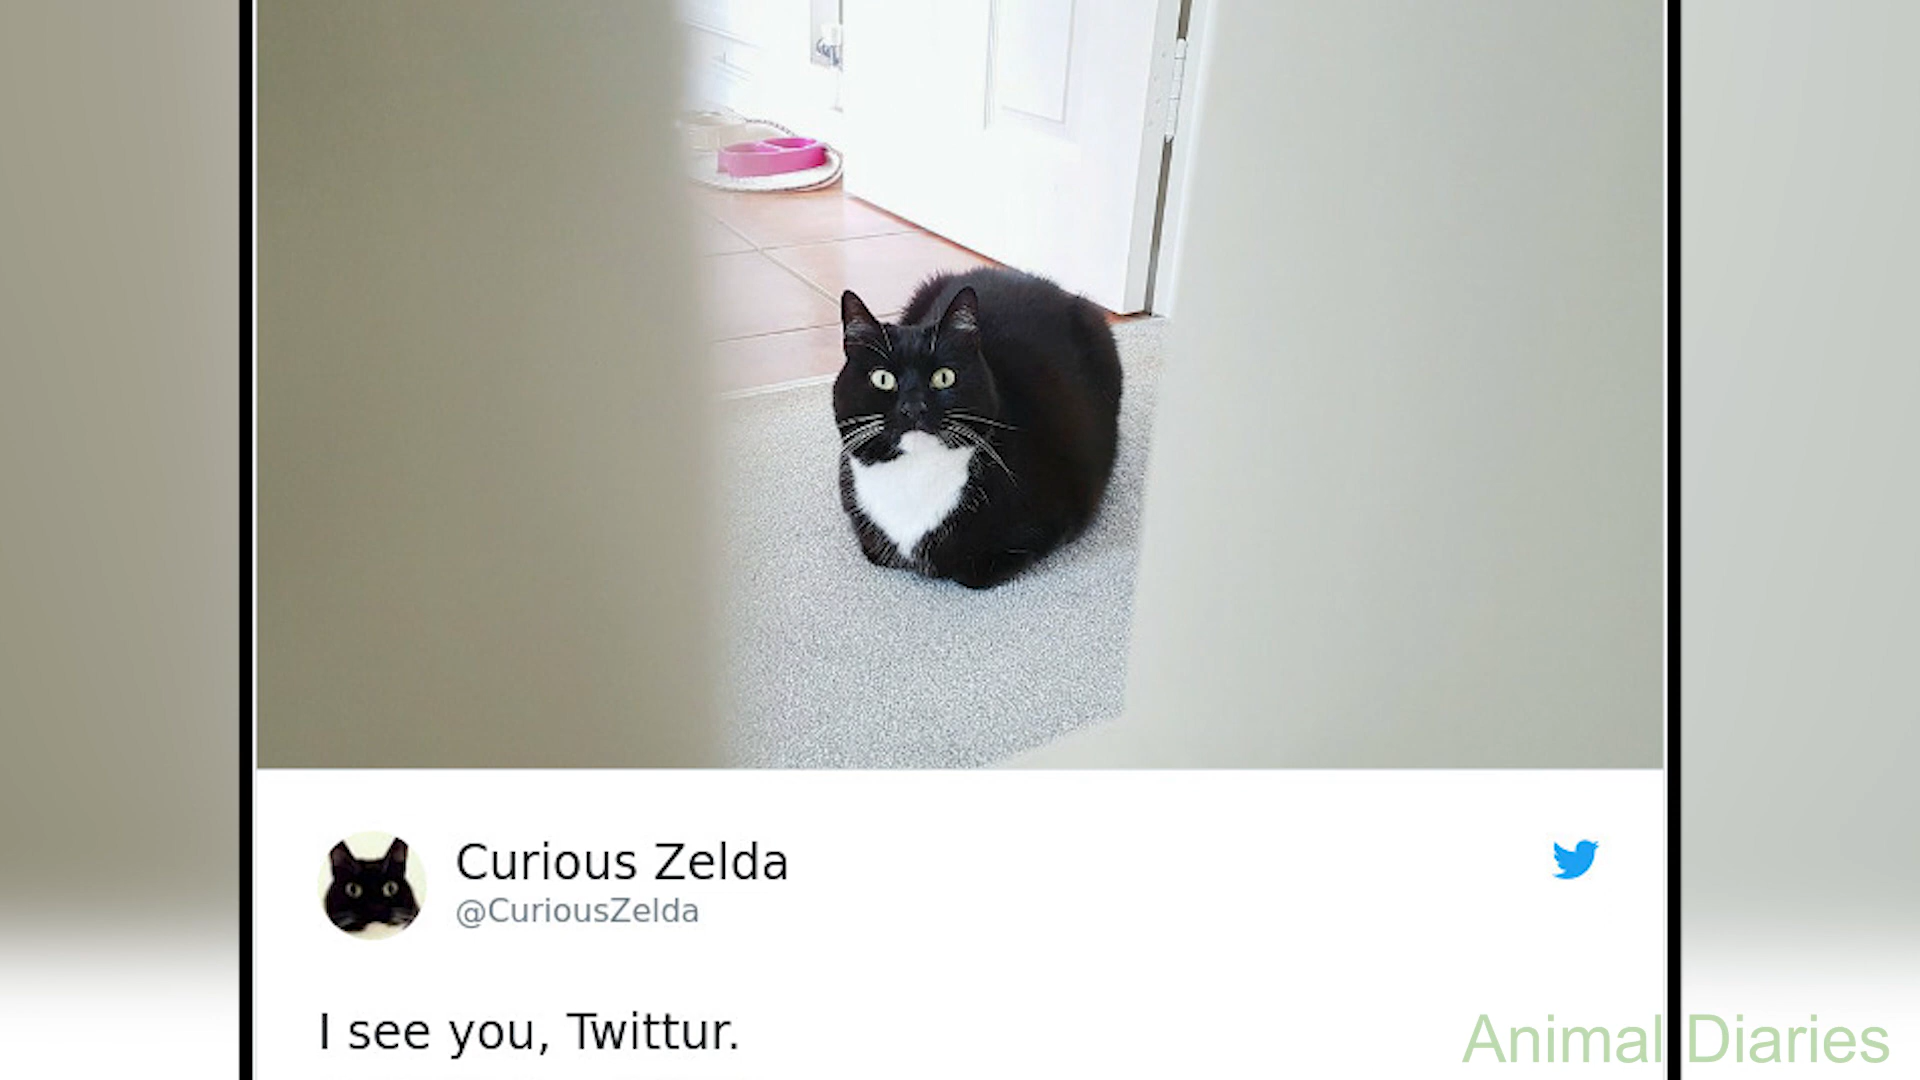 Curious Zelda
@CuriousZelda
I see you, Twittur.
Animal Diaries